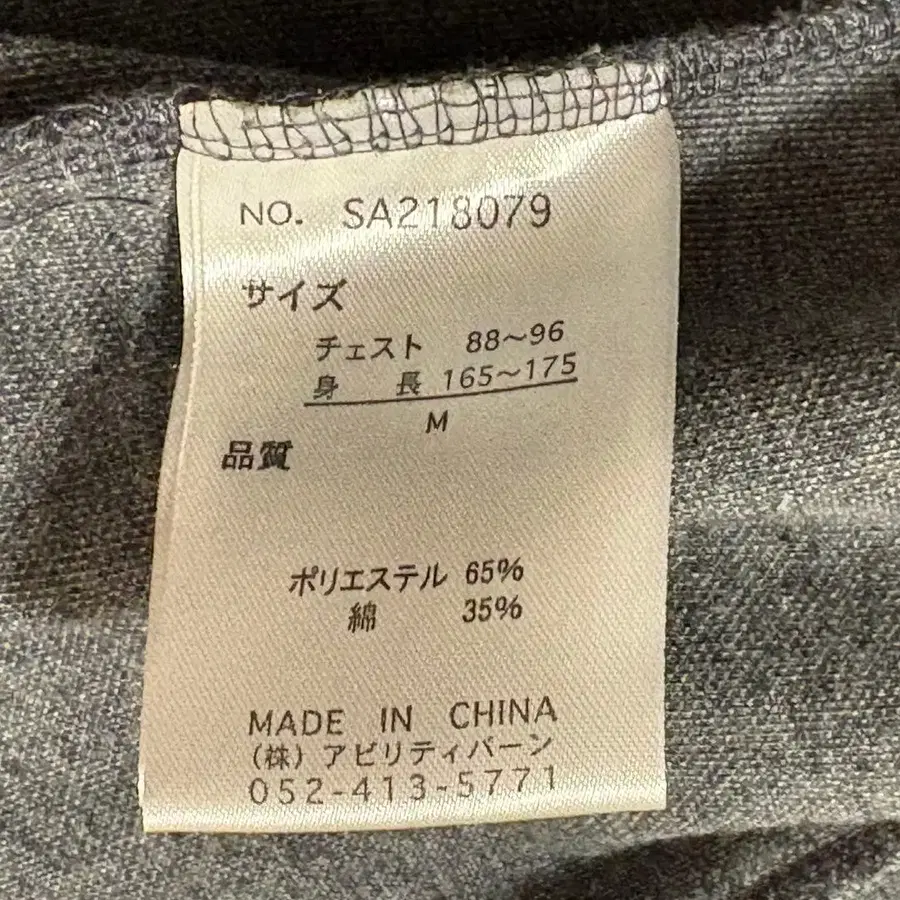 NO. SA218079
サイズ
チェスト 88～96
身 長 165～175
M
品質
ポリエステル 65%
綿 35%
MADE IN CHINA
(株) アビリティバーン
052-413-5771